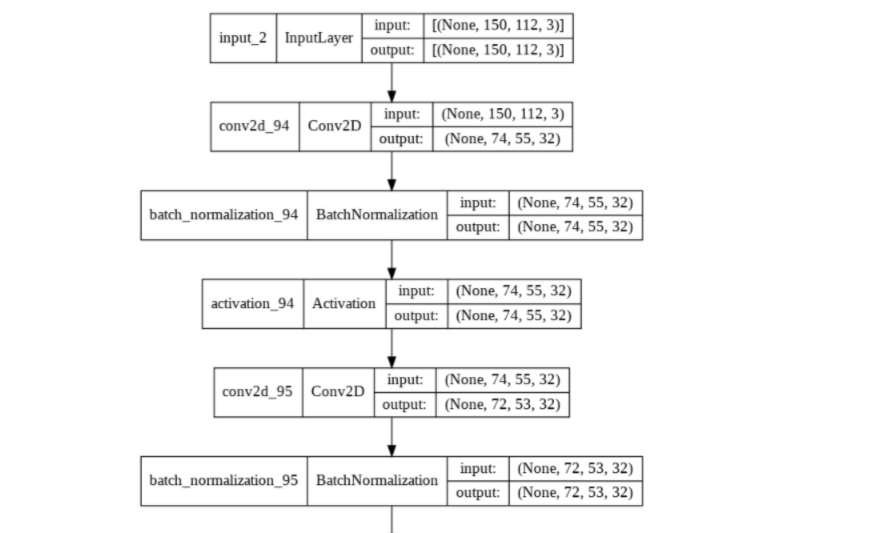 input_2 InputLayer input: [(None, 150, 112, 3)]
output: [(None, 150, 112, 3)]
conv2d_94 Conv2D input: (None, 150, 112, 3)
output: (None, 74, 55, 32)
batch_normalization_94 BatchNormalization input: (None, 74, 55, 32)
output: (None, 74, 55, 32)
activation_94 Activation input: (None, 74, 55, 32)
output: (None, 74, 55, 32)
conv2d_95 Conv2D input: (None, 74, 55, 32)
output: (None, 72, 53, 32)
batch_normalization_95 BatchNormalization input: (None, 72, 53, 32)
output: (None, 72, 53, 32)